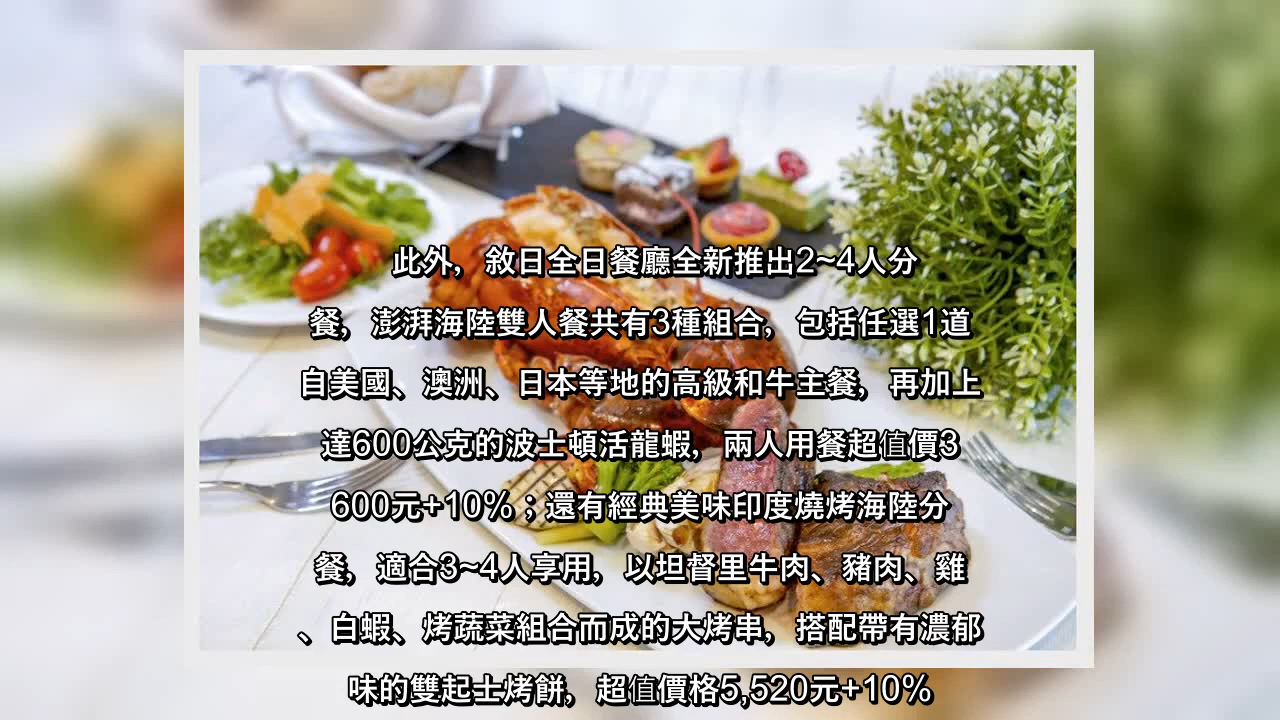 此外，敘日全日餐廳全新推出2~4人分
餐，澎湃海陸雙人餐共有3種組合，包括任選1道
自美國、澳洲、日本等地的高級和牛主餐，再加上
達600公克的波士頓活龍蝦，兩人用餐超值價3
600元+10%；還有經典美味印度燒烤海陸分
餐，適合3~4人享用，以坦督里牛肉、豬肉、雞
、白蝦、烤蔬菜組合而成的大烤串，搭配帶有濃郁
味的雙起士烤餅，超值價格5,520元+10%